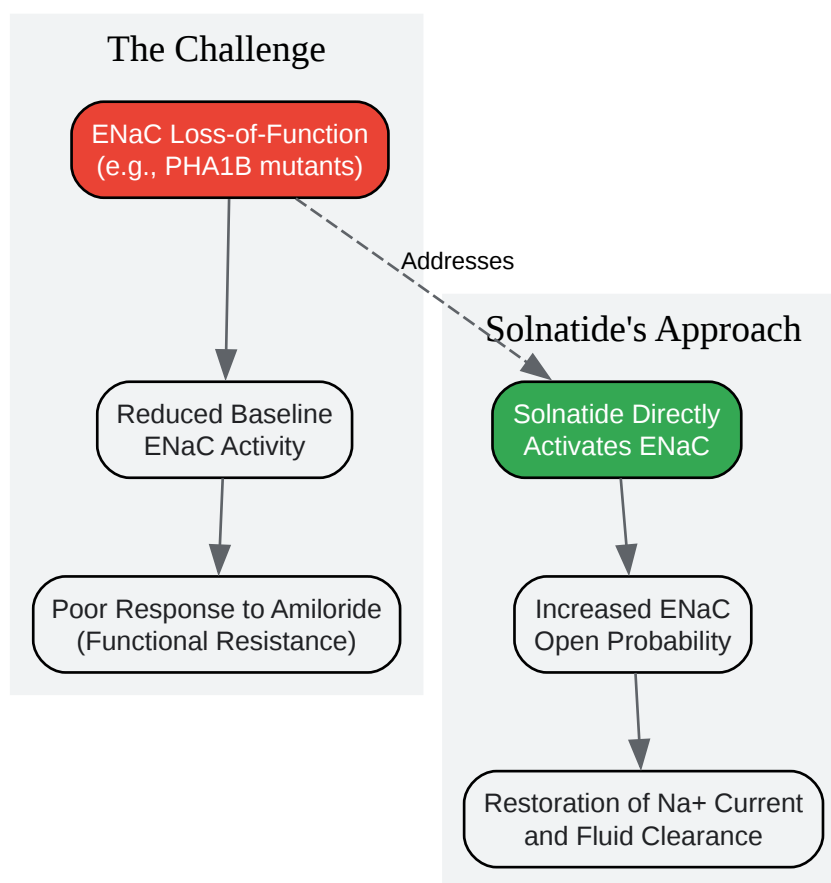 The Challenge
ENaC Loss-of-Function
(e.g., PHA1B mutants)
Addresses
Reduced Baseline
ENaC Activity
Poor Response to Amiloride
(Functional Resistance)
Solnatide's Approach
Solnatide Directly
Activates ENaC
Increased ENaC
Open Probability
Restoration of Na+ Current
and Fluid Clearance